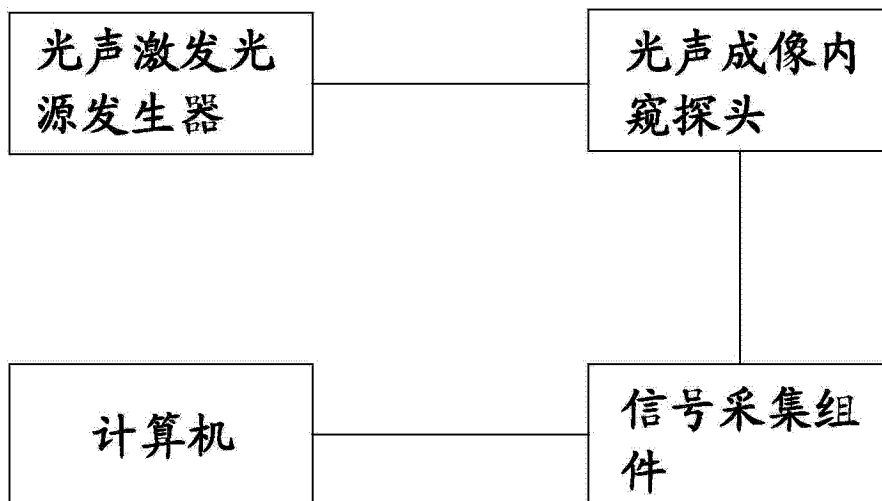 光声激发光
源发生器
光声成像内
窥探头
计算机
信号采集组
件